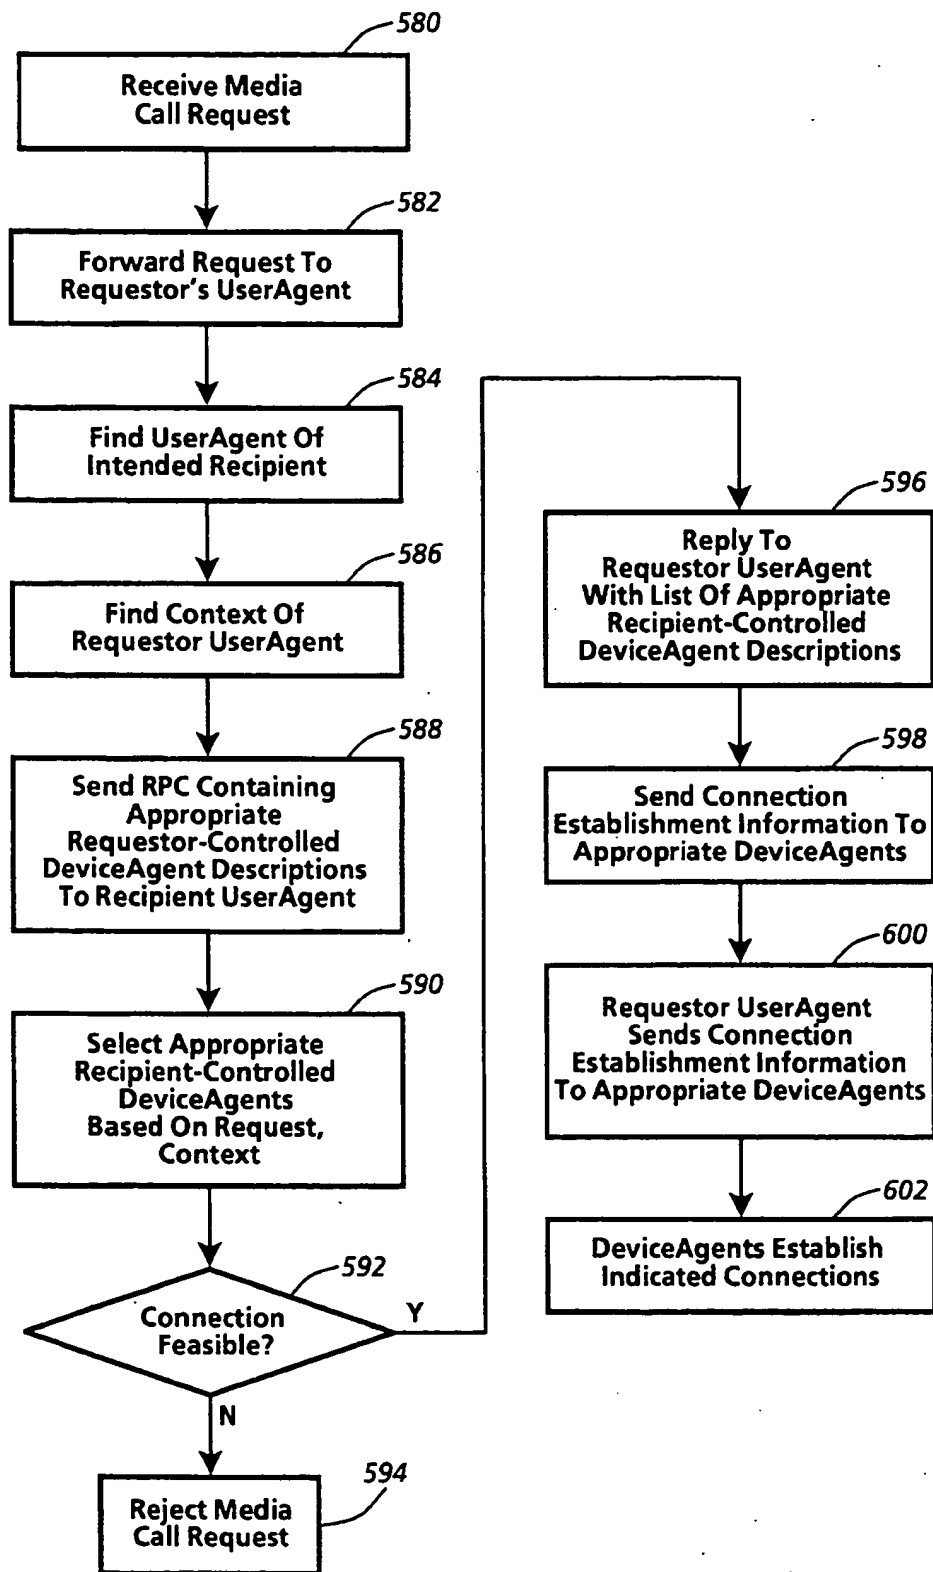 580
Receive Media
Call Request
582
Forward Request To
Requestor's UserAgent
584
Find UserAgent Of
Intended Recipient
586
Find Context Of
Requestor UserAgent
588
Send RPC Containing
Appropriate
Requestor-Controlled
DeviceAgent Descriptions
To Recipient UserAgent
590
Select Appropriate
Recipient-Controlled
DeviceAgents
Based On Request,
Context
592
Connection
Feasible?
Y
N
594
Reject Media
Call Request
596
Reply To
Requestor UserAgent
With List Of Appropriate
Recipient-Controlled
DeviceAgent Descriptions
598
Send Connection
Establishment Information To
Appropriate DeviceAgents
600
Requestor UserAgent
Sends Connection
Establishment Information
To Appropriate DeviceAgents
602
DeviceAgents Establish
Indicated Connections